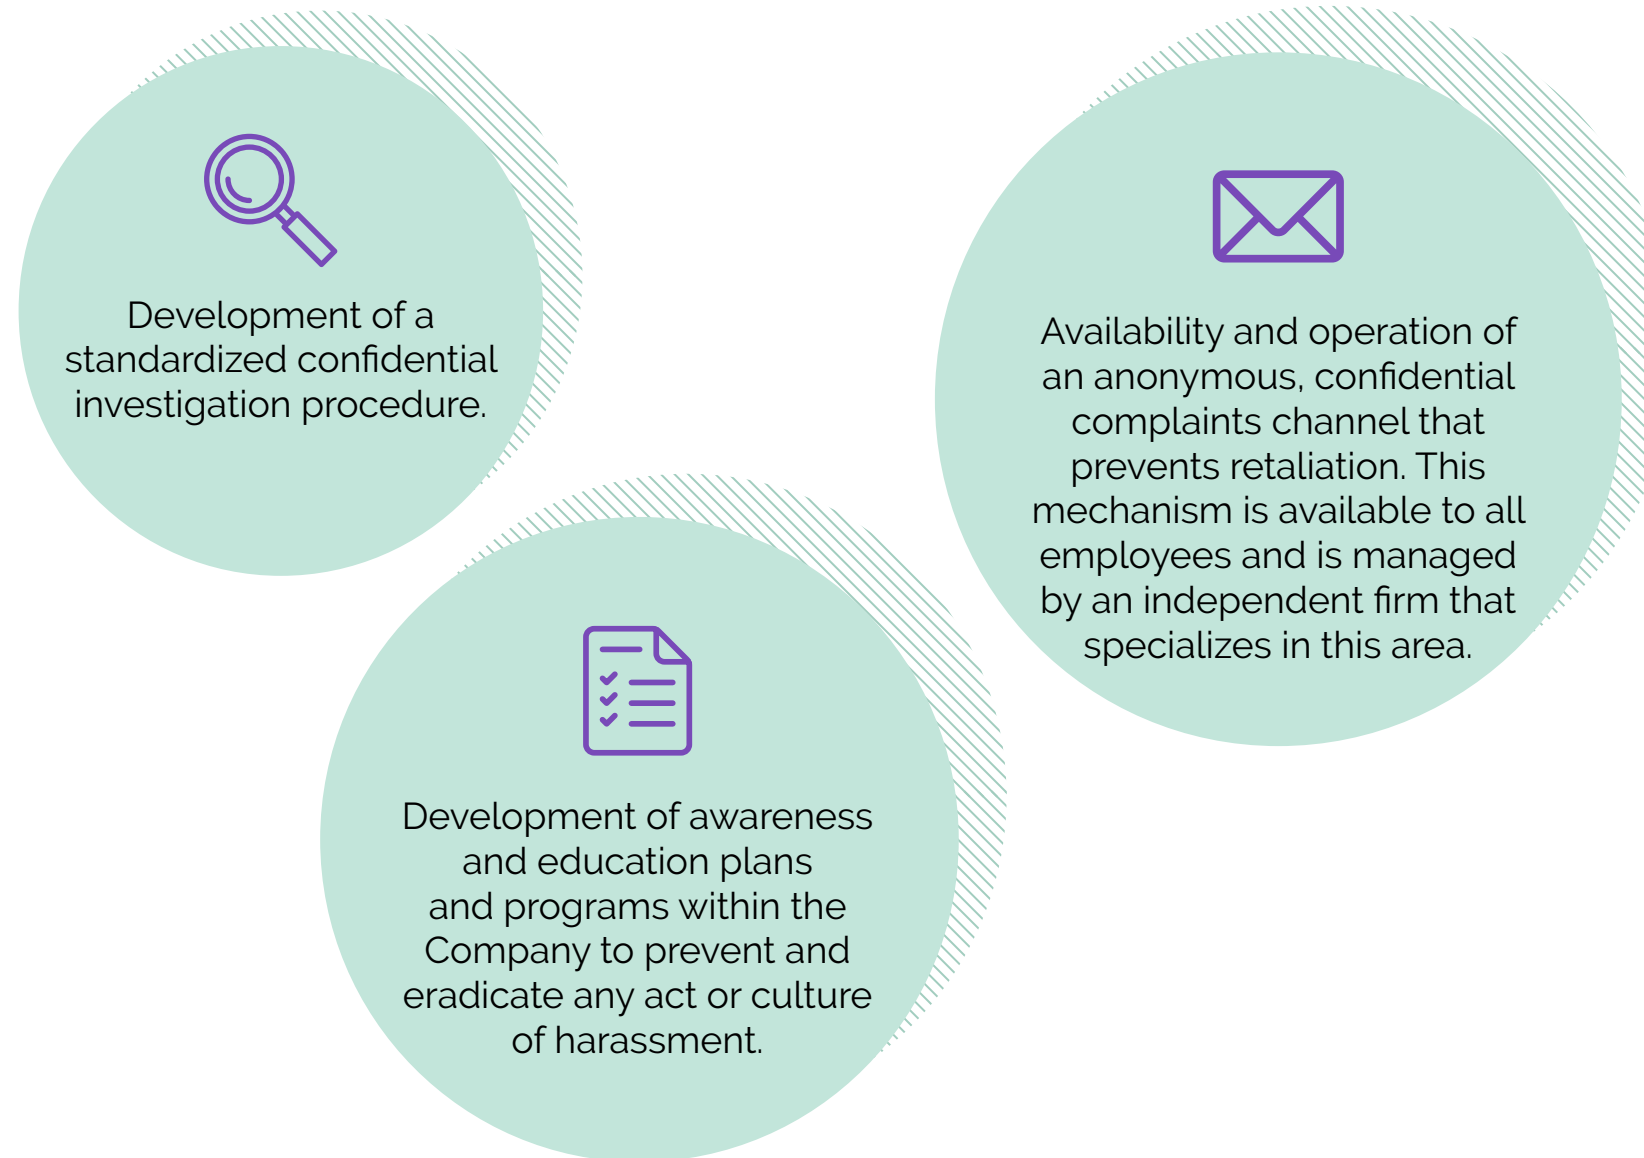 Development of a
standardized confidential
investigation procedure.
Development of awareness
and education plans
and programs within the
Company to prevent and
eradicate any act or culture
of harassment.
Availability and operation of
an anonymous, confidential
complaints channel that
prevents retaliation. This
mechanism is available to all
employees and is managed
by an independent firm that
specializes in this area.